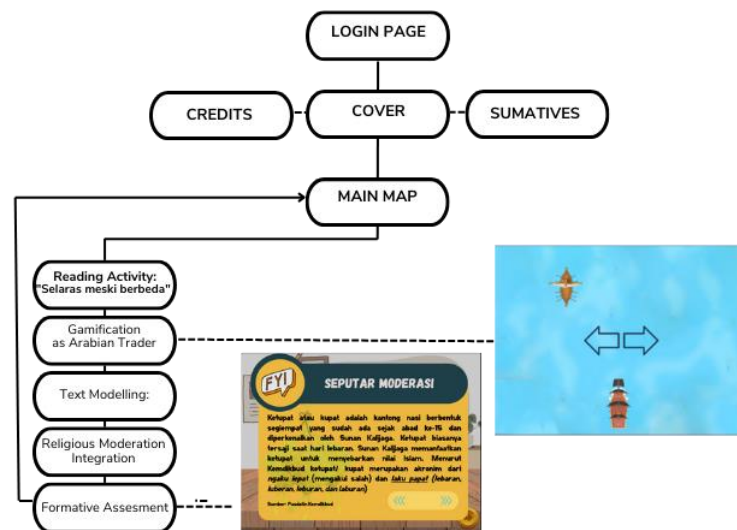 LOGIN PAGE
CREDITS
COVER
SUMATIVES
MAIN MAP
Reading Activity:
"Selaras meski berbeda"
Gamification
as Arabian Trader
Text Modelling:
Religious Moderation
Integration
Formative Assesment
FYI
SEPUTAR MODERASI
Ketupat atau kupat adalah kantong nasi berbentuk
segiempat yang sudah ada sejak abad ke-15 dan
diperkenalkan oleh Sunan Kalijaga. Ketupat biasanya
tersaji saat hari lebaran. Sunan Kalijaga memanfaatkan
ketupat untuk menyebarkan nilai Islam. Menurut
Kemdikbud ketupat/ kupat merupakan akronim dari
ngaku lepat (mengakui salah) dan laku papat (lebaran,
luberan, leburan, dan laburan)
Sumber: Pusdatin Kemdikbud